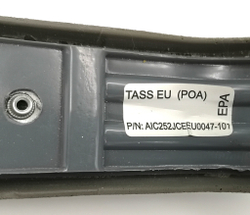 TASS EU (POA)
P/N: AIC252JCEEU0047-101
EPA